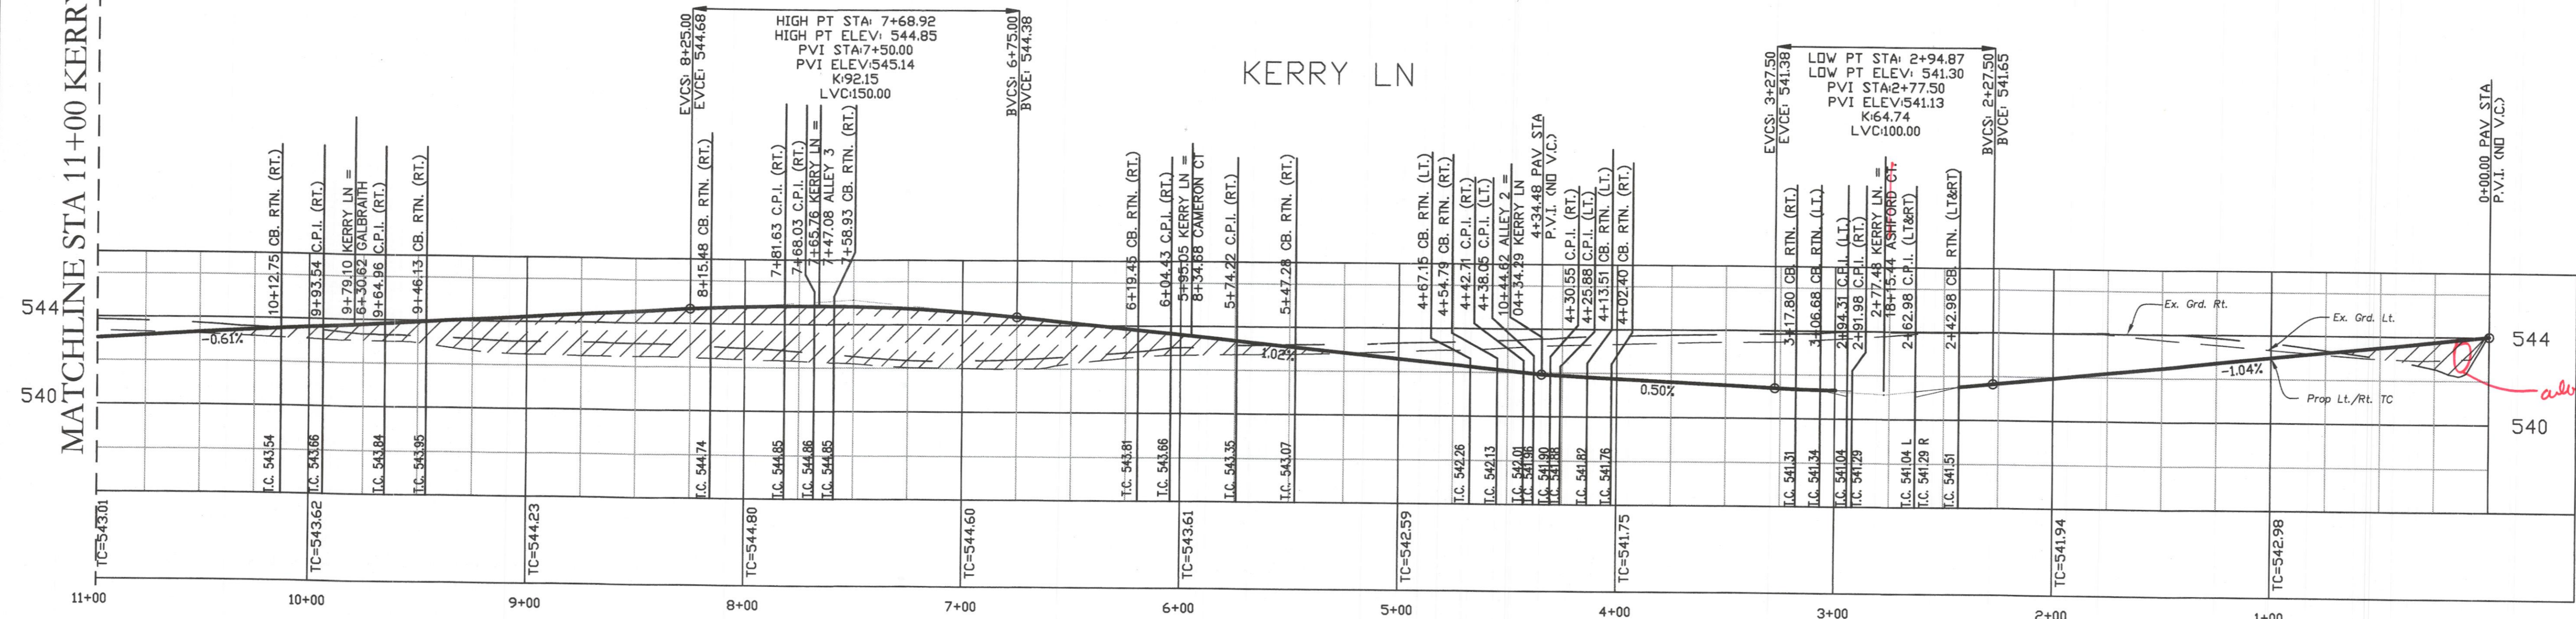 MATCHLINE STA 11+00 KERRY
KERRY LN
EVCS: 8+25.00
EVCE: 544.68
HIGH PT STA: 7+68.92
HIGH PT ELEV: 544.85
PVI STA:7+50.00
PVI ELEV:545.14
K:92.15
LVC:150.00
BVCS: 6+75.00
BVCE: 544.38
EVCS: 3+27.50
EVCE: 541.38
LOW PT STA: 2+94.87
LOW PT ELEV: 541.30
PVI STA:2+77.50
PVI ELEV:541.13
K:64.74
LVC:100.00
BVCS: 2+27.50
BVCE: 541.65
0+00.00 PAV STA
P.V.I. (NO V.C.)
10+12.75 CB. RTN. (RT.)
9+93.54 C.P.I. (RT.)
9+79.10 KERRY LN =
6+30.62 GALBRAITH
9+64.96 C.P.I. (RT.)
9+46.13 CB. RTN. (RT.)
8+15.48 CB. RTN. (RT.)
7+81.63 C.P.I. (RT.)
7+68.03 C.P.I. (RT.)
7+65.76 KERRY LN =
7+47.08 ALLEY 3
7+58.93 CB. RTN. (RT.)
6+19.45 CB. RTN. (RT.)
6+04.43 C.P.I. (RT.)
5+95.05 KERRY LN =
8+34.68 CAMERON CT
5+74.22 C.P.I. (RT.)
5+47.28 CB. RTN. (RT.)
4+67.15 CB. RTN. (LT.)
4+54.79 CB. RTN. (RT.)
4+42.71 C.P.I. (RT.)
4+38.05 C.P.I. (LT.)
10+44.62 ALLEY 2 =
04+34.29 KERRY LN
4+34.48 PAV STA
P.V.I. (NO V.C.)
4+30.55 C.P.I. (RT.)
4+25.88 C.P.I. (LT.)
4+13.51 CB. RTN. (LT.)
4+02.40 CB. RTN. (RT.)
3+17.80 CB. RTN. (RT.)
3+06.68 CB. RTN. (LT.)
2+94.31 C.P.I. (LT.)
2+91.98 C.P.I. (RT.)
2+77.48 KERRY LN. =
18+15.44 ASHFORD CT.
2+62.98 C.P.I. (LT&RT)
2+42.98 CB. RTN. (LT&RT)
544
540
-0.61%
1.02%
0.50%
-1.04%
Ex. Grd. Rt.
Ex. Grd. Lt.
Prop Lt./Rt. TC
544
540
T.C. 543.54
T.C. 543.66
T.C. 543.84
T.C. 543.95
T.C. 544.74
T.C. 544.85
T.C. 544.86
T.C. 544.85
T.C. 543.81
T.C. 543.66
T.C. 543.35
T.C. 543.07
T.C. 542.26
T.C. 542.13
T.C. 542.01
T.C. 541.96
T.C. 541.90
T.C. 541.88
T.C. 541.82
T.C. 541.76
T.C. 541.31
T.C. 541.34
T.C. 541.04
T.C. 541.29
T.C. 541.04 L
T.C. 541.29 R
T.C. 541.51
TC=543.01
TC=543.62
TC=544.23
TC=544.80
TC=544.60
TC=543.61
TC=542.59
TC=541.75
TC=541.94
TC=542.98
11+00
10+00
9+00
8+00
7+00
6+00
5+00
4+00
3+00
2+00
1+00